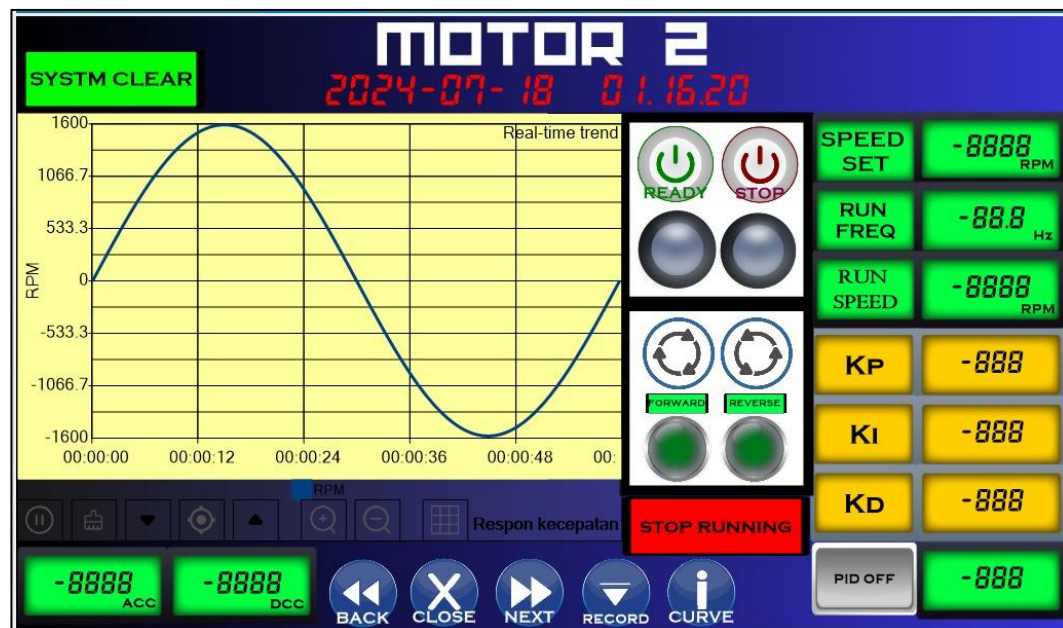 MOTOR 2
SYSTM CLEAR
2024-07-18 01.16.20
1600
Real-time trend
1066.7
533.3
0
-533.3
-1066.7
-1600
RPM
00:00:00 00:00:12 00:00:24 00:00:36 00:00:48 00:
RPM
Respon kecepatan
READY STOP
FORWARD REVERSE
STOP RUNNING
SPEED SET
-8888 RPM
RUN FREQ
-88.8 Hz
RUN SPEED
-8888 RPM
KP -888
KI -888
KD -888
PID OFF -888
-8888 ACC
-8888 DCC
BACK CLOSE NEXT RECORD CURVE